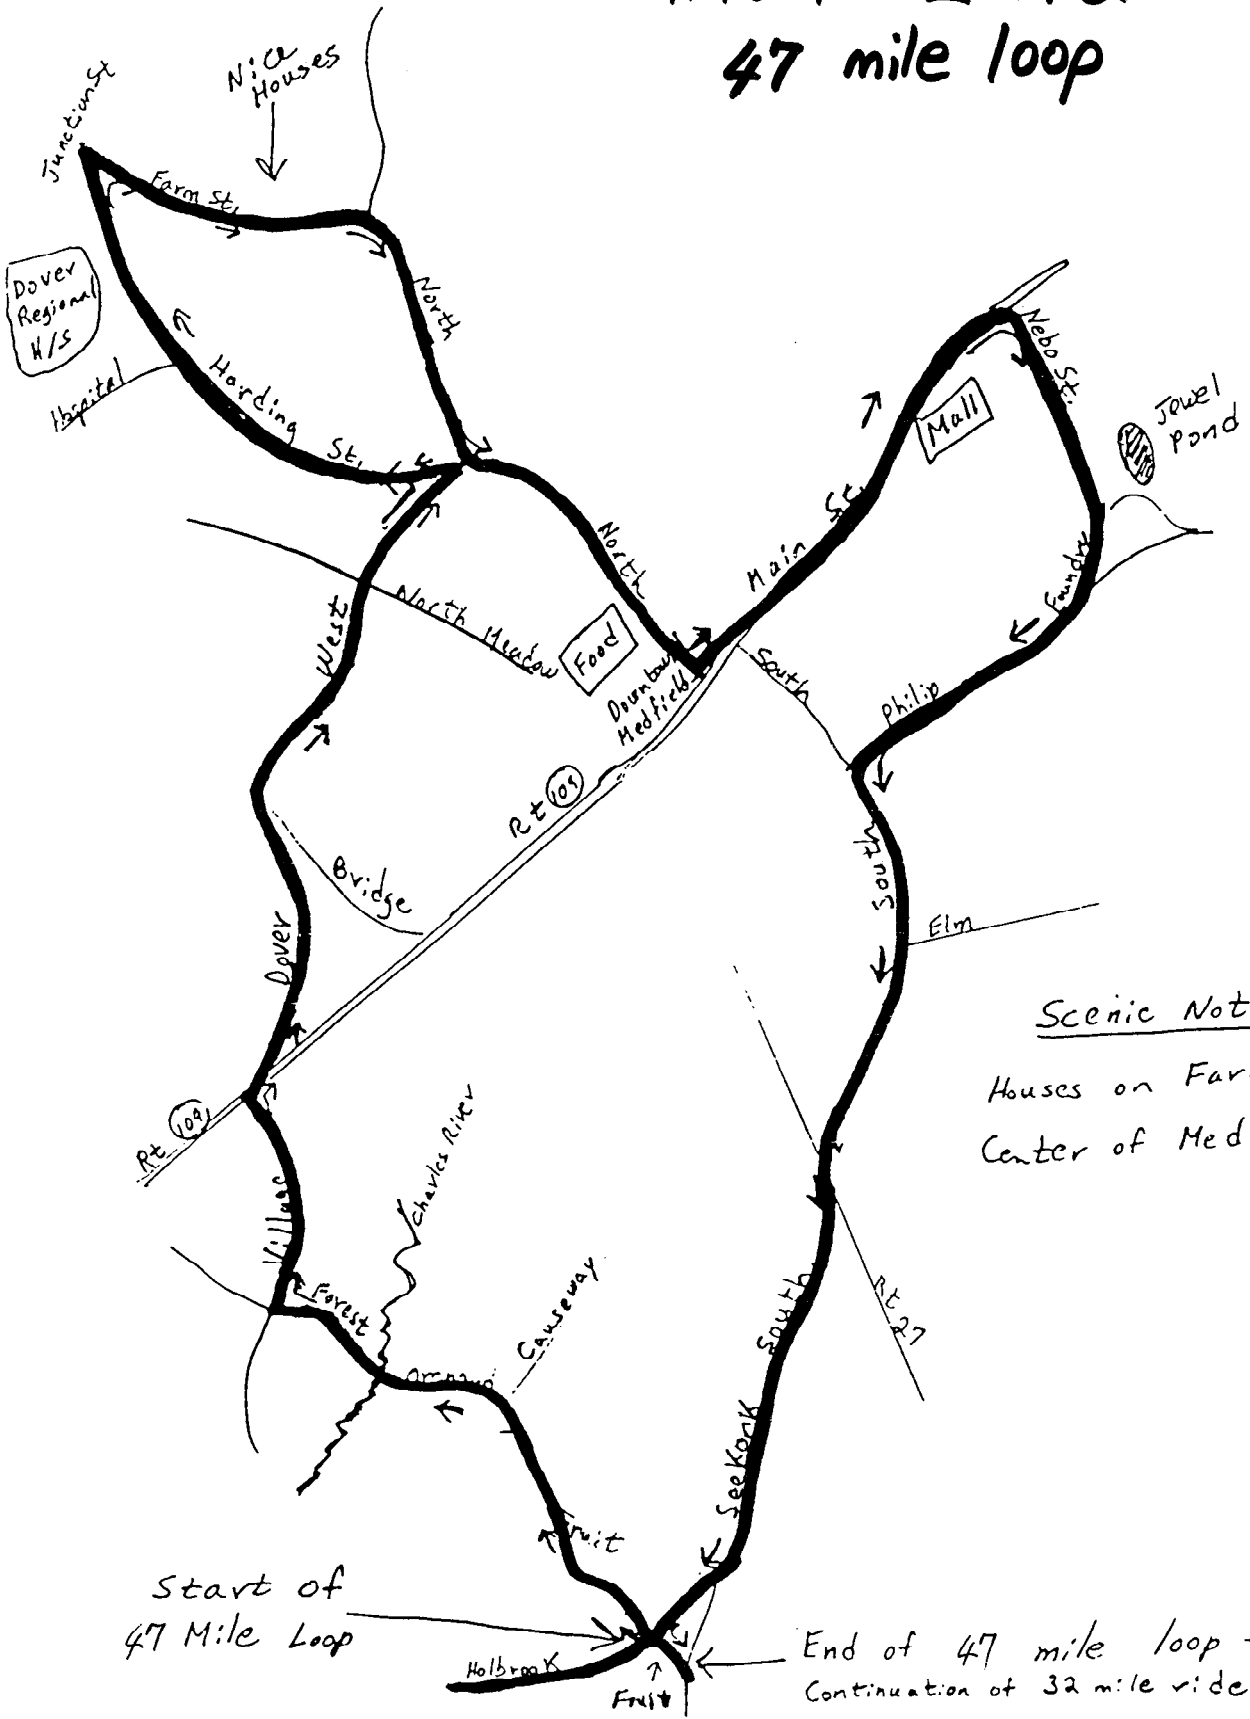 47 mile loop
Nice
Houses
Junction St
Farm St.
Dover
Regional
H/S
North
Hospital
Harding
St.
Nebo St.
Mall
Jewel
Pond
North
Main St.
Foundry
West
North Meadow
Food
Downtown
Medfield
South
Philip
Rt 109
Bridge
South
Dover
Elm
Scenic Not
Houses on Far
Center of Med
Rt 109
Charles River
Village
Forest
Causeway
South
Rt 27
Seekonk
Fruit
Start of
47 Mile Loop
Holbrook
Fruit
End of 47 mile loop -
Continuation of 32 mile ride